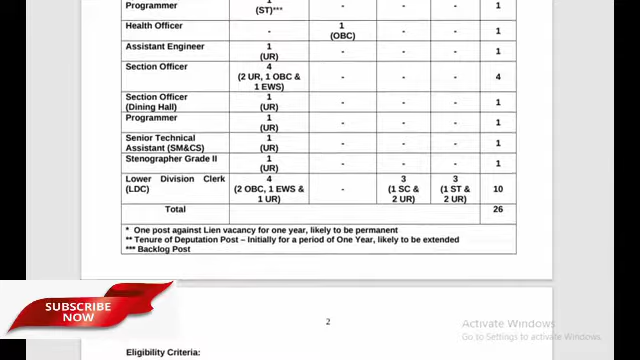 Programmer 1 - - - 1
(ST)***
Health Officer - 1 - - 1
(OBC)
Assistant Engineer 1 - - - 1
(UR)
Section Officer 4 - - - 4
(2 UR, 1 OBC &
1 EWS)
Section Officer 1 - - - 1
(Dining Hall) (UR)
Programmer 1 - - - 1
(UR)
Senior Technical 1 - - - 1
Assistant (SM&CS) (UR)
Stenographer Grade II 1 - - - 1
(UR)
Lower Division Clerk 4 - 3 3 10
(LDC) (2 OBC, 1 EWS & (1 SC & (1 ST &
1 UR) 2 UR) 2 UR)
Total 26
* One post against Lien vacancy for one year, likely to be permanent
** Tenure of Deputation Post – Initially for a period of One Year, likely to be extended
*** Backlog Post
SUBSCRIBE
NOW
2
Activate Windows
Go to Settings to activate Windows.
Eligibility Criteria: